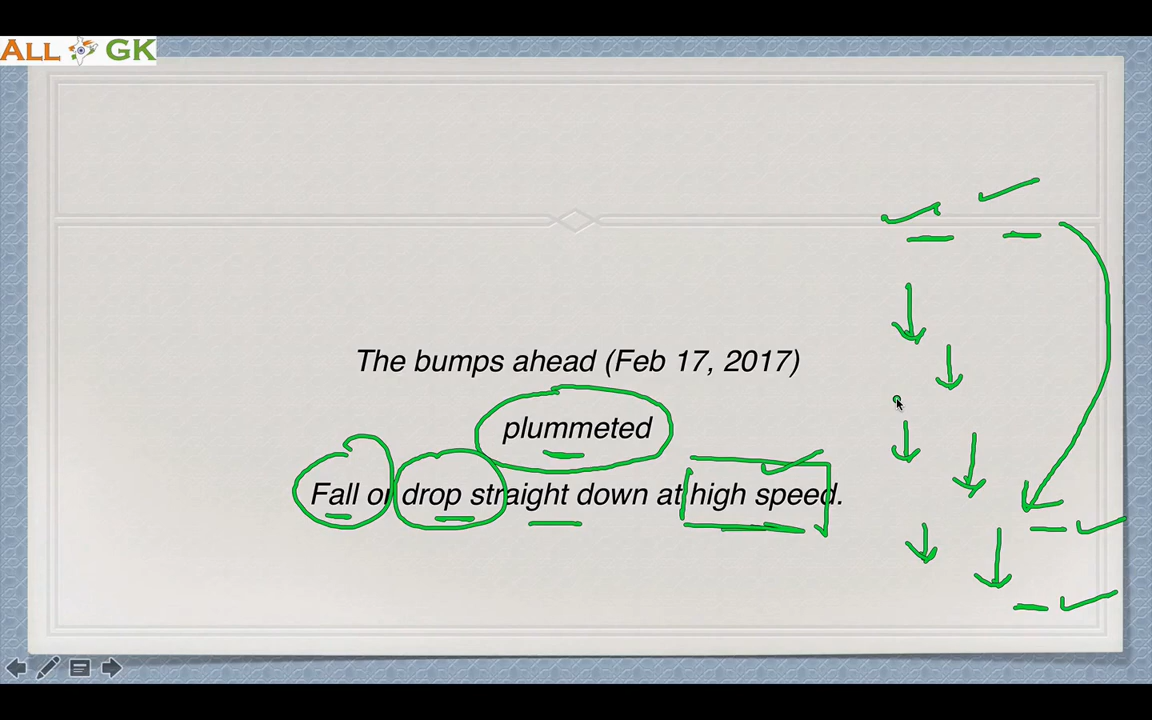 ALL GK
The bumps ahead (Feb 17, 2017)
plummeted
Fall or drop straight down at high speed.